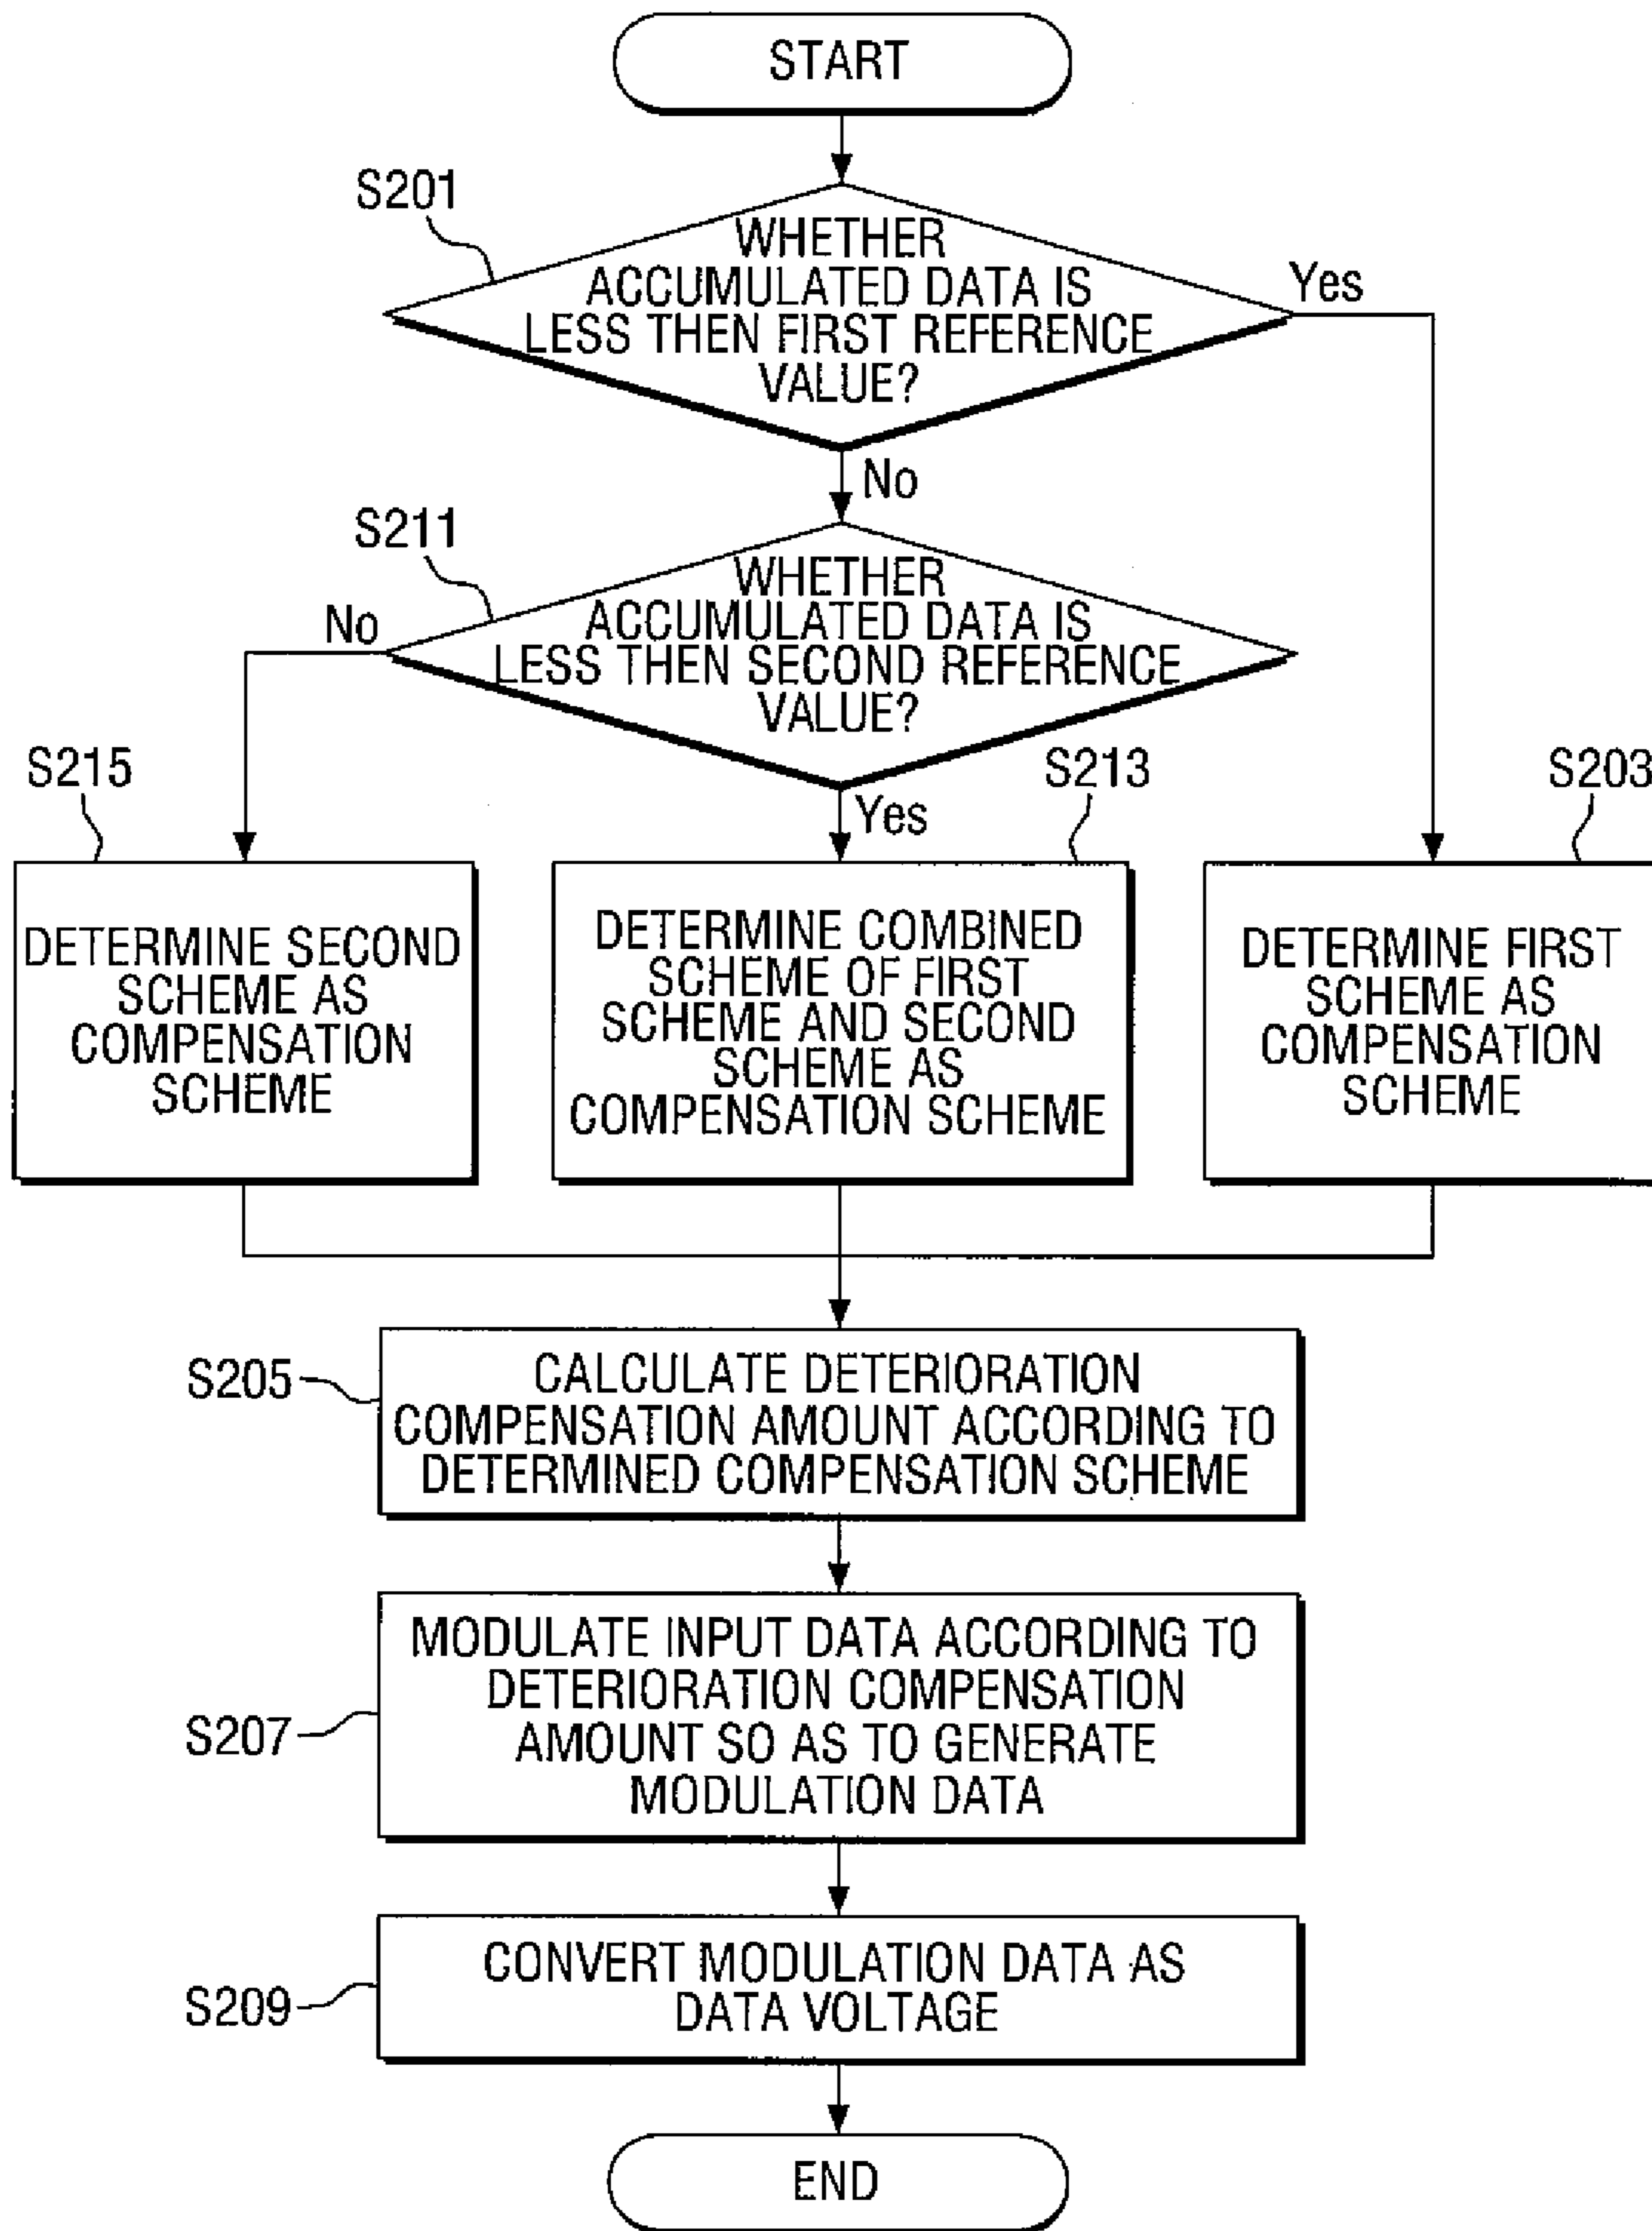 START
S201
WHETHER
ACCUMULATED DATA IS
LESS THEN FIRST REFERENCE
VALUE?
Yes
No
S211
WHETHER
ACCUMULATED DATA IS
LESS THEN SECOND REFERENCE
VALUE?
No
Yes
S215
DETERMINE SECOND
SCHEME AS
COMPENSATION
SCHEME
S213
DETERMINE COMBINED
SCHEME OF FIRST
SCHEME AND SECOND
SCHEME AS
COMPENSATION SCHEME
S203
DETERMINE FIRST
SCHEME AS
COMPENSATION
SCHEME
S205
CALCULATE DETERIORATION
COMPENSATION AMOUNT ACCORDING TO
DETERMINED COMPENSATION SCHEME
S207
MODULATE INPUT DATA ACCORDING TO
DETERIORATION COMPENSATION
AMOUNT SO AS TO GENERATE
MODULATION DATA
S209
CONVERT MODULATION DATA AS
DATA VOLTAGE
END